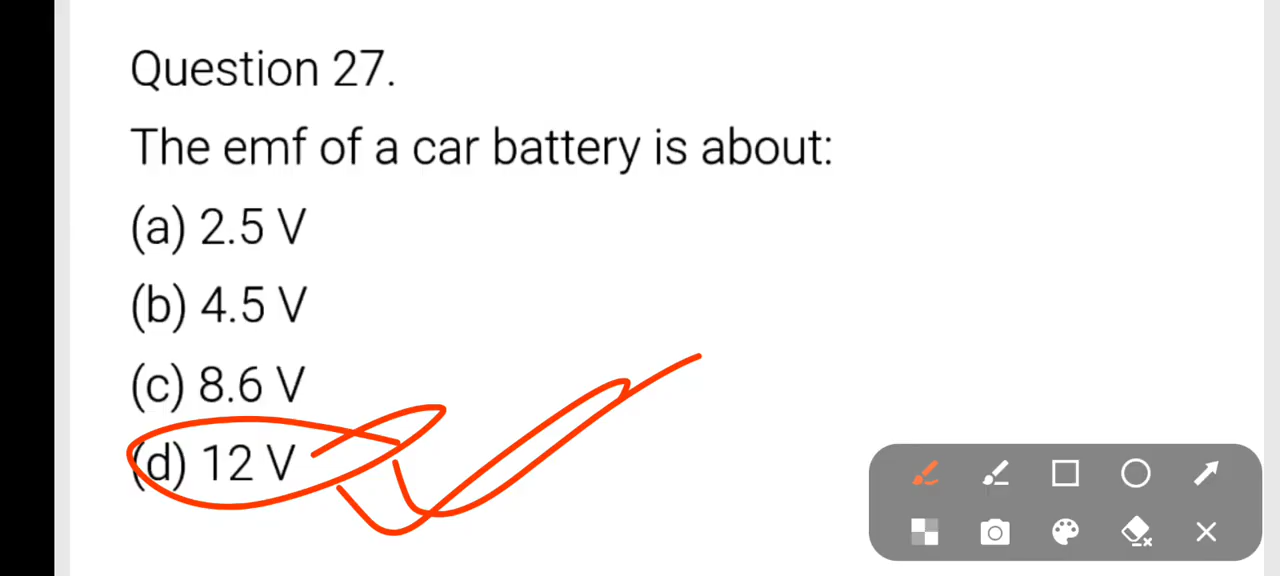 Question 27.
The emf of a car battery is about:
(a) 2.5 V
(b) 4.5 V
(c) 8.6 V
(d) 12 V